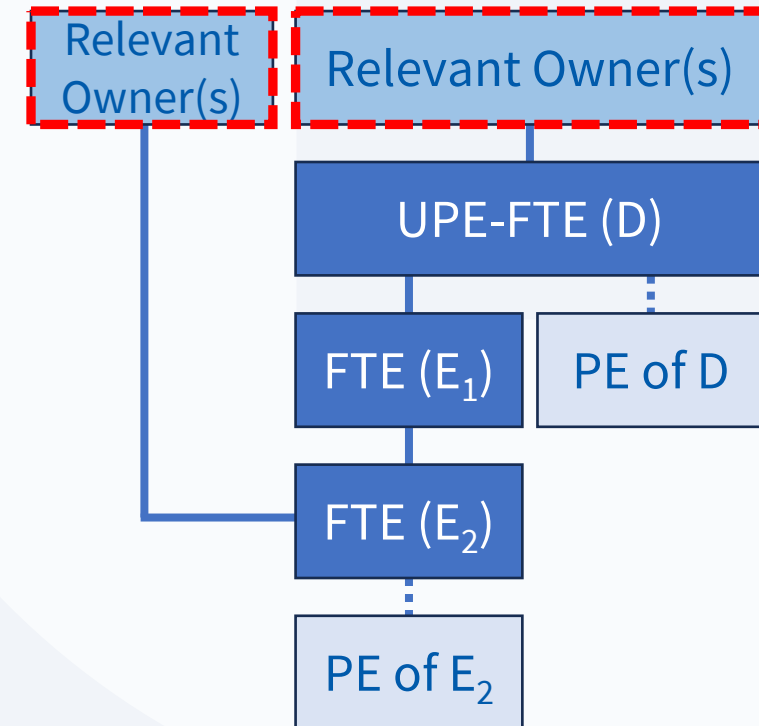 Relevant
Owner(s)
Relevant Owner(s)
UPE-FTE (D)
FTE (E₁)
PE of D
FTE (E₂)
PE of E₂